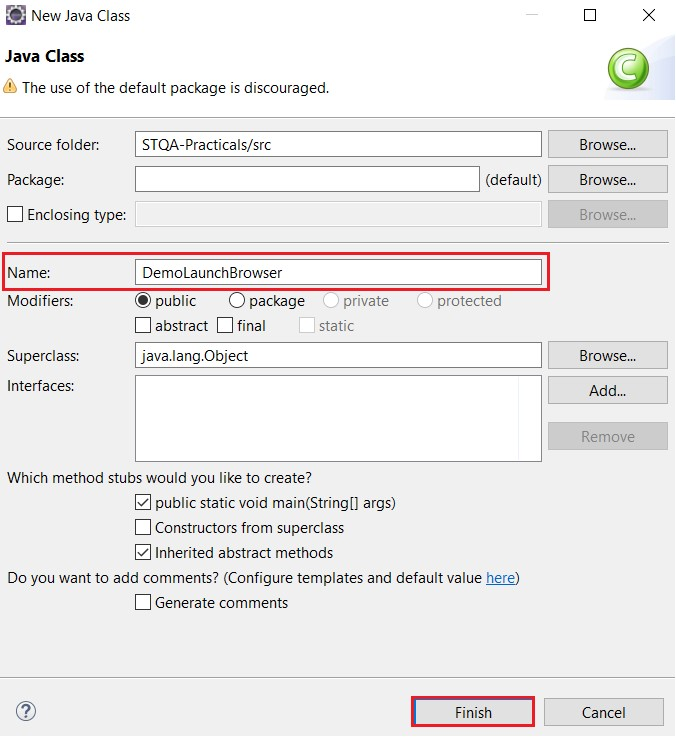 New Java Class
Java Class
The use of the default package is discouraged.
Source folder: STQA-Practicals/src Browse...
Package: (default) Browse...
Enclosing type: Browse...
Name: DemoLaunchBrowser
Modifiers: public package private protected
abstract final static
Superclass: java.lang.Object Browse...
Interfaces: Add...
Remove
Which method stubs would you like to create?
public static void main(String[] args)
Constructors from superclass
Inherited abstract methods
Do you want to add comments? (Configure templates and default value here)
Generate comments
? Finish Cancel